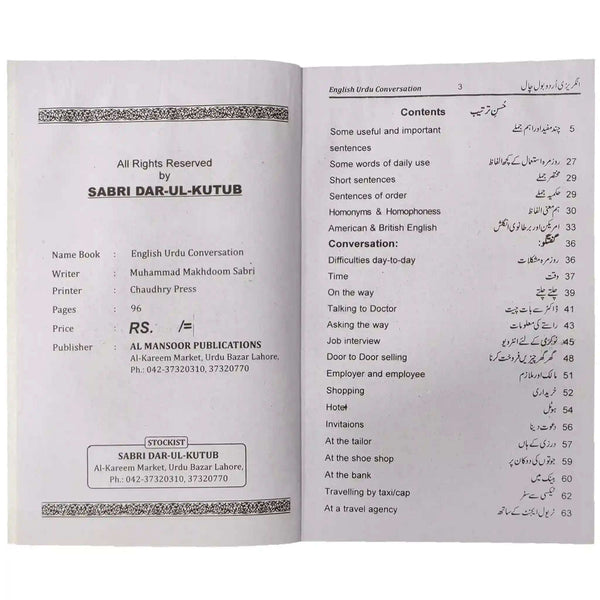 All Rights Reserved
by
SABRI DAR-UL-KUTUB
Name Book : English Urdu Conversation
Writer : Muhammad Makhdoom Sabri
Printer : Chaudhry Press
Pages : 96
Price : RS. /=
Publisher : AL MANSOOR PUBLICATIONS
Al-Kareem Market, Urdu Bazar Lahore,
Ph.: 042-37320310, 37320770
STOCKIST
SABRI DAR-UL-KUTUB
Al-Kareem Market, Urdu Bazar Lahore,
Ph.: 042-37320310, 37320770
English Urdu Conversation 3 انگریزی اُردو بول چال
Contents حُسنِ ترتیب
Some useful and important چند مفید اور اہم جملے 5
sentences
Some words of daily use روزمرہ استعمال کے کچھ الفاظ 27
Short sentences مختصر جملے 29
Sentences of order حکمیہ جملے 29
Homonyms & Homophoness ہم معنی الفاظ 30
American & British English امریکن اور برطانوی انگلش 33
Conversation: گفتگو: 36
Difficulties day-to-day روزمرہ مشکلات 36
Time وقت 37
On the way چلتے چلتے 39
Talking to Doctor ڈاکٹر سے بات چیت 41
Asking the way راستے کی معلومات 43
Job interview نوکری کے لئے انٹرویو 45
Door to Door selling گھر گھر چیزیں فروخت کرنا 48
Employer and employee مالک اور ملازم 51
Shopping خریداری 52
Hotel ہوٹل 54
Invitaions دعوت دینا 56
At the tailor درزی کے ہاں 57
At the shoe shop جوتوں کی دوکان پر 59
At the bank بینک میں 60
Travelling by taxi/cap ٹیکسی سے سفر 62
At a travel agency ٹریول ایجنٹ کے ساتھ 63